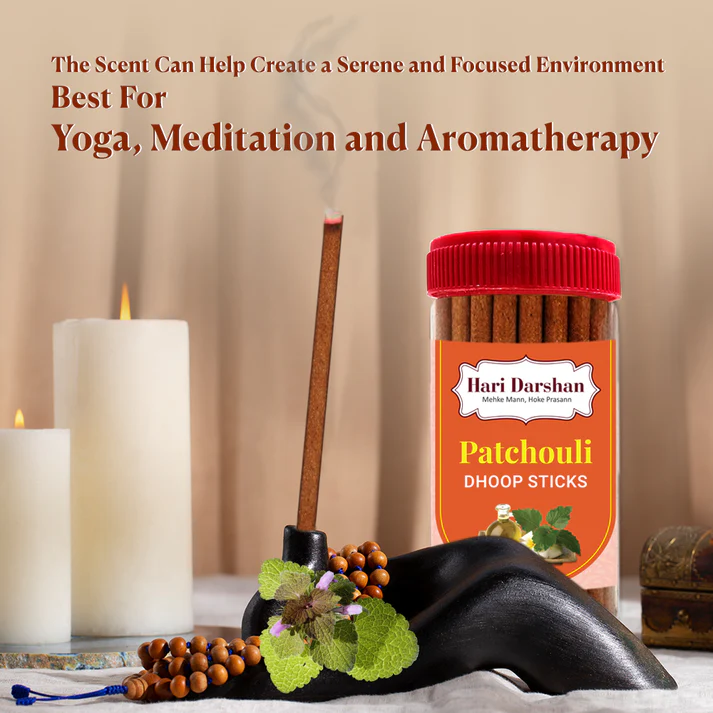 The Scent Can Help Create a Serene and Focused Environment
Best For
Yoga, Meditation and Aromatherapy
Hari Darshan
Mehke Mann, Hoke Prasann
Patchouli
DHOOP STICKS